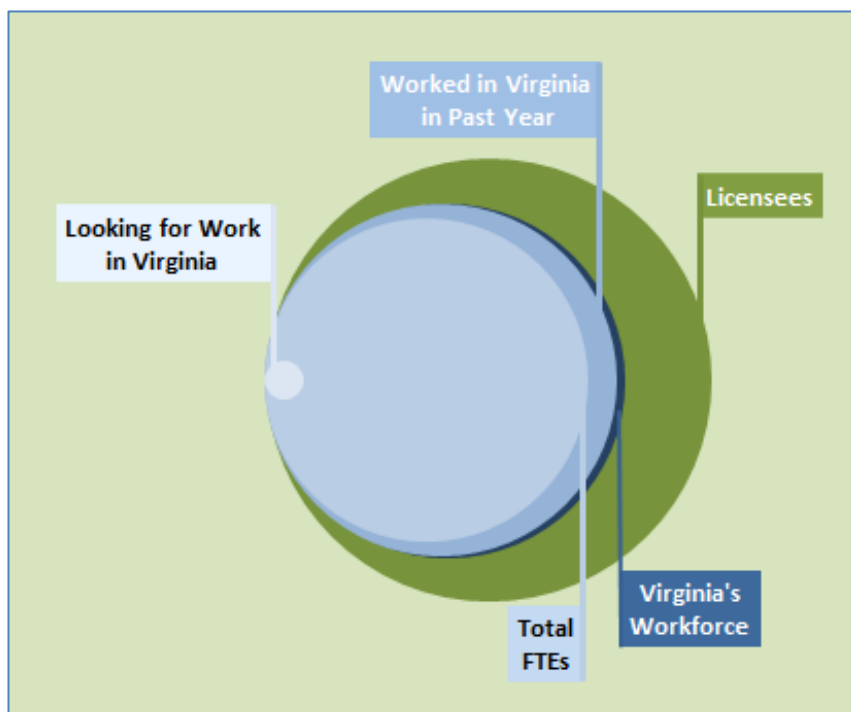 Worked in Virginia
in Past Year
Licensees
Looking for Work
in Virginia
Virginia's
Workforce
Total
FTEs